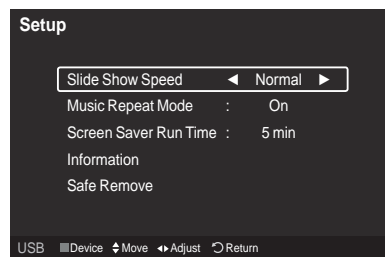 Setup
Slide Show Speed ◄ Normal ►
Music Repeat Mode : On
Screen Saver Run Time : 5 min
Information
Safe Remove
USB Device Move Adjust Return